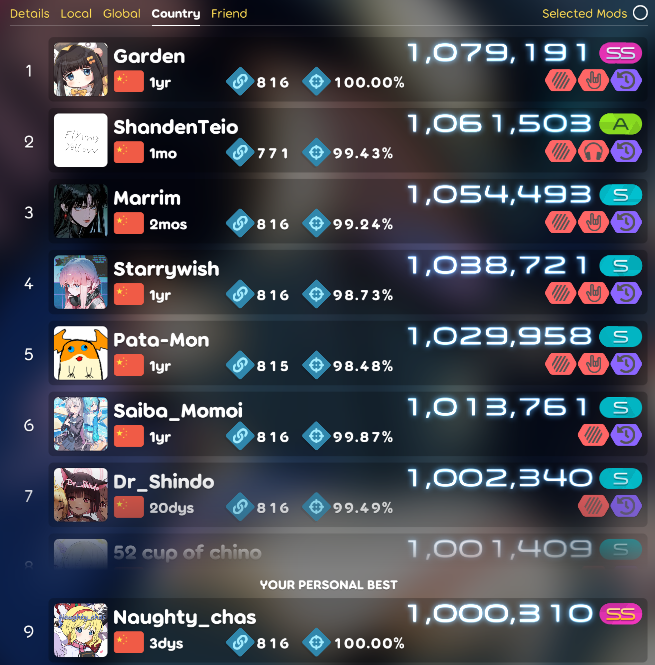 Details Local Global Country Friend Selected Mods
1 Garden 1,079,191 SS
1yr 816 100.00%
2 ShandenTeio 1,061,503 A
1mo 771 99.43%
3 Marrim 1,054,493 S
2mos 816 99.24%
4 Starrywish 1,038,721 S
1yr 816 98.73%
5 Pata-Mon 1,029,958 S
1yr 815 98.48%
6 Saiba_Momoi 1,013,761 S
1yr 816 99.87%
7 Dr_Shindo 1,002,340 S
20dys 816 99.49%
8 52 cup of chino 1,001,409 S
YOUR PERSONAL BEST
9 Naughty_chas 1,000,310 SS
3dys 816 100.00%